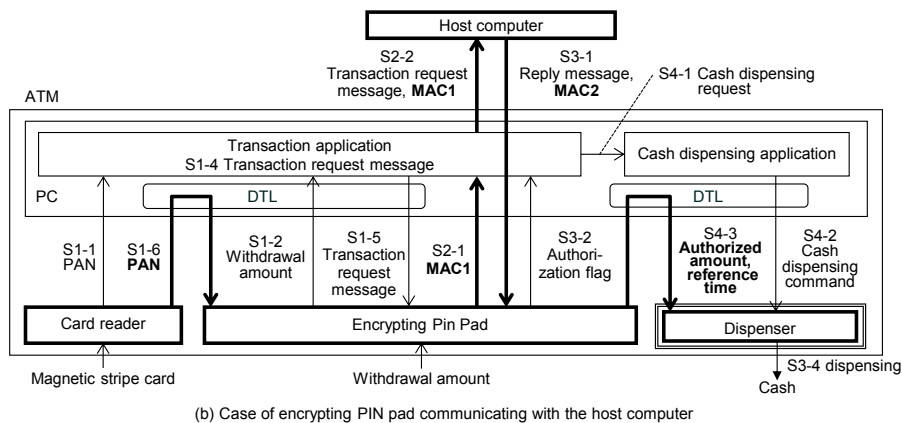 Host computer
S2-2
Transaction request
message, MAC1
S3-1
Reply message,
MAC2
S4-1 Cash dispensing
request
ATM
Transaction application
S1-4 Transaction request message
Cash dispensing application
PC
DTL
DTL
S1-1
PAN
S1-6
PAN
S1-2
Withdrawal
amount
S1-5
Transaction
request
message
S2-1
MAC1
S3-2
Authori-
zation flag
S4-3
Authorized
amount,
reference
time
S4-2
Cash
dispensing
command
Card reader
Encrypting Pin Pad
Dispenser
Magnetic stripe card
Withdrawal amount
S3-4 dispensing
Cash
(b) Case of encrypting PIN pad communicating with the host computer